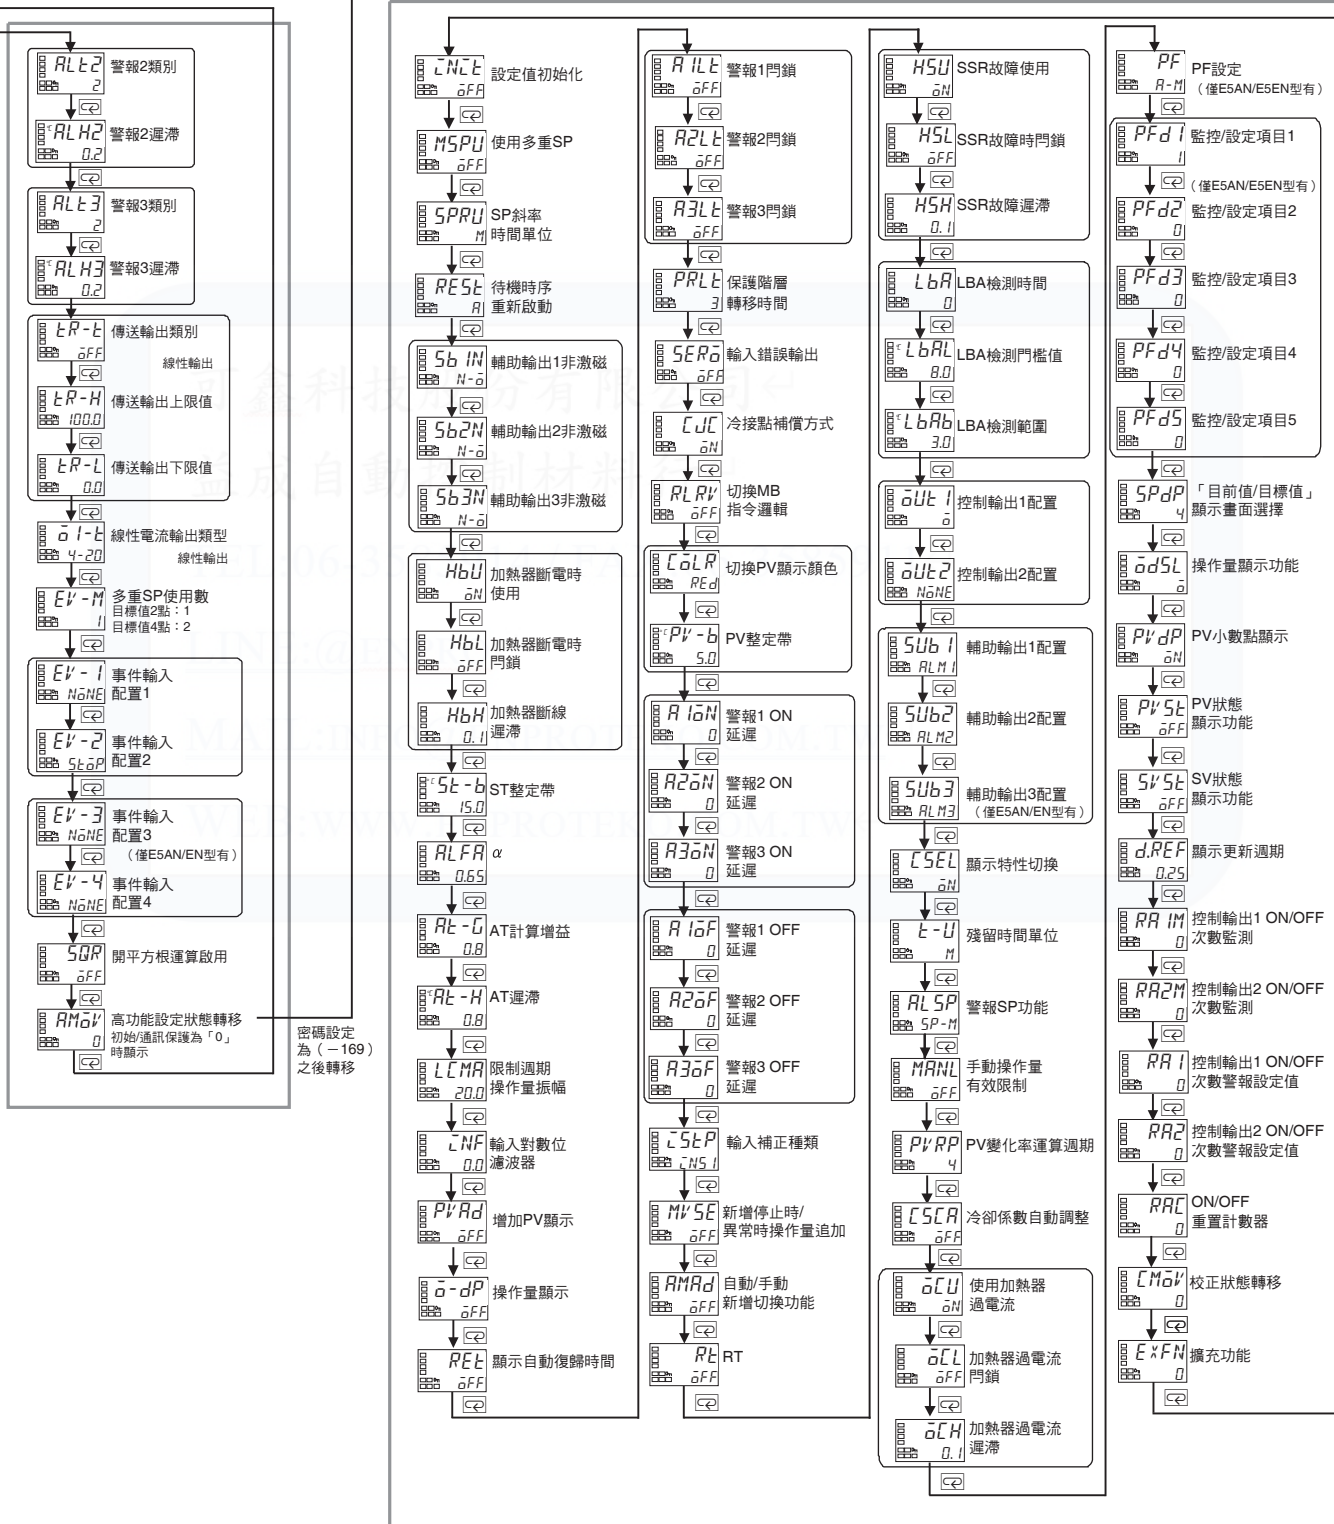 ALt2
2
警報2類別
ALH2
0.2
警報2遲滯
ALt3
2
警報3類別
ALH3
0.2
警報3遲滯
tR-t
oFF
傳送輸出類別
線性輸出
tR-H
100.0
傳送輸出上限值
tR-L
0.0
傳送輸出下限值
o1-t
4-20
線性電流輸出類型
線性輸出
EV-M
1
多重SP使用數
目標值2點：1
目標值4點：2
EV-1
NoNE
事件輸入
配置1
EV-2
StoP
事件輸入
配置2
EV-3
NoNE
事件輸入
配置3
（僅E5AN/EN型有）
EV-4
NoNE
事件輸入
配置4
SQR
oFF
開平方根運算啟用
AMoV
0
高功能設定狀態轉移
初始/通訊保護為「0」
時顯示
密碼設定
為（－169）
之後轉移
INIt
oFF
設定值初始化
MSPU
oFF
使用多重SP
SPRU
M
SP斜率
時間單位
RESt
A
待機時序
重新啟動
Sb1N
N-o
輔助輸出1非激磁
Sb2N
N-o
輔助輸出2非激磁
Sb3N
N-o
輔助輸出3非激磁
HbU
oN
加熱器斷電時
使用
HbL
oFF
加熱器斷電時
閂鎖
HbH
0.1
加熱器斷線
遲滯
St-b
15.0
ST整定帶
ALFA
0.65
α
At-G
0.8
AT計算增益
At-H
0.8
AT遲滯
LCMA
20.0
限制週期
操作量振幅
INF
0.0
輸入對數位
濾波器
PVAd
oFF
增加PV顯示
o-dP
oFF
操作量顯示
REt
oFF
顯示自動復歸時間
A1Lt
oFF
警報1閂鎖
A2Lt
oFF
警報2閂鎖
A3Lt
oFF
警報3閂鎖
PRLt
3
保護階層
轉移時間
SERo
oFF
輸入錯誤輸出
CJC
oN
冷接點補償方式
RLRV
oFF
切換MB
指令邏輯
CoLR
REd
切換PV顯示顏色
PV-b
5.0
PV整定帶
A1oN
0
警報1 ON
延遲
A2oN
0
警報2 ON
延遲
A3oN
0
警報3 ON
延遲
A1oF
0
警報1 OFF
延遲
A2oF
0
警報2 OFF
延遲
A3oF
0
警報3 OFF
延遲
IStP
INS1
輸入補正種類
MVSE
oFF
新增停止時/
異常時操作量追加
AMAd
oFF
自動/手動
新增切換功能
Rt
oFF
RT
HSU
oN
SSR故障使用
HSL
oFF
SSR故障時閂鎖
HSH
0.1
SSR故障遲滯
LbA
0
LBA檢測時間
LbAL
8.0
LBA檢測門檻值
LbAb
3.0
LBA檢測範圍
oUt1
o
控制輸出1配置
oUt2
NoNE
控制輸出2配置
SUb1
ALM1
輔助輸出1配置
SUb2
ALM2
輔助輸出2配置
SUb3
ALM3
輔助輸出3配置
（僅E5AN/EN型有）
CSEL
oN
顯示特性切換
t-U
M
殘留時間單位
ALSP
SP-M
警報SP功能
MANL
oFF
手動操作量
有效限制
PVRP
4
PV變化率運算週期
CSCA
oFF
冷卻係數自動調整
oCU
oN
使用加熱器
過電流
oCL
oFF
加熱器過電流
閂鎖
oCH
0.1
加熱器過電流
遲滯
PF
A-M
PF設定
（僅E5AN/E5EN型有）
PFd1
1
監控/設定項目1
（僅E5AN/E5EN型有）
PFd2
0
監控/設定項目2
PFd3
0
監控/設定項目3
PFd4
0
監控/設定項目4
PFd5
0
監控/設定項目5
SPdP
4
「目前值/目標值」
顯示畫面選擇
odSL
o
操作量顯示功能
PVdP
oN
PV小數點顯示
PVSt
oFF
PV狀態
顯示功能
SVSt
oFF
SV狀態
顯示功能
d.REF
0.25
顯示更新週期
RA1M
0
控制輸出1 ON/OFF
次數監測
RA2M
0
控制輸出2 ON/OFF
次數監測
RA1
0
控制輸出1 ON/OFF
次數警報設定值
RA2
0
控制輸出2 ON/OFF
次數警報設定值
RAC
0
ON/OFF
重置計數器
CMoV
0
校正狀態轉移
EXFN
0
擴充功能